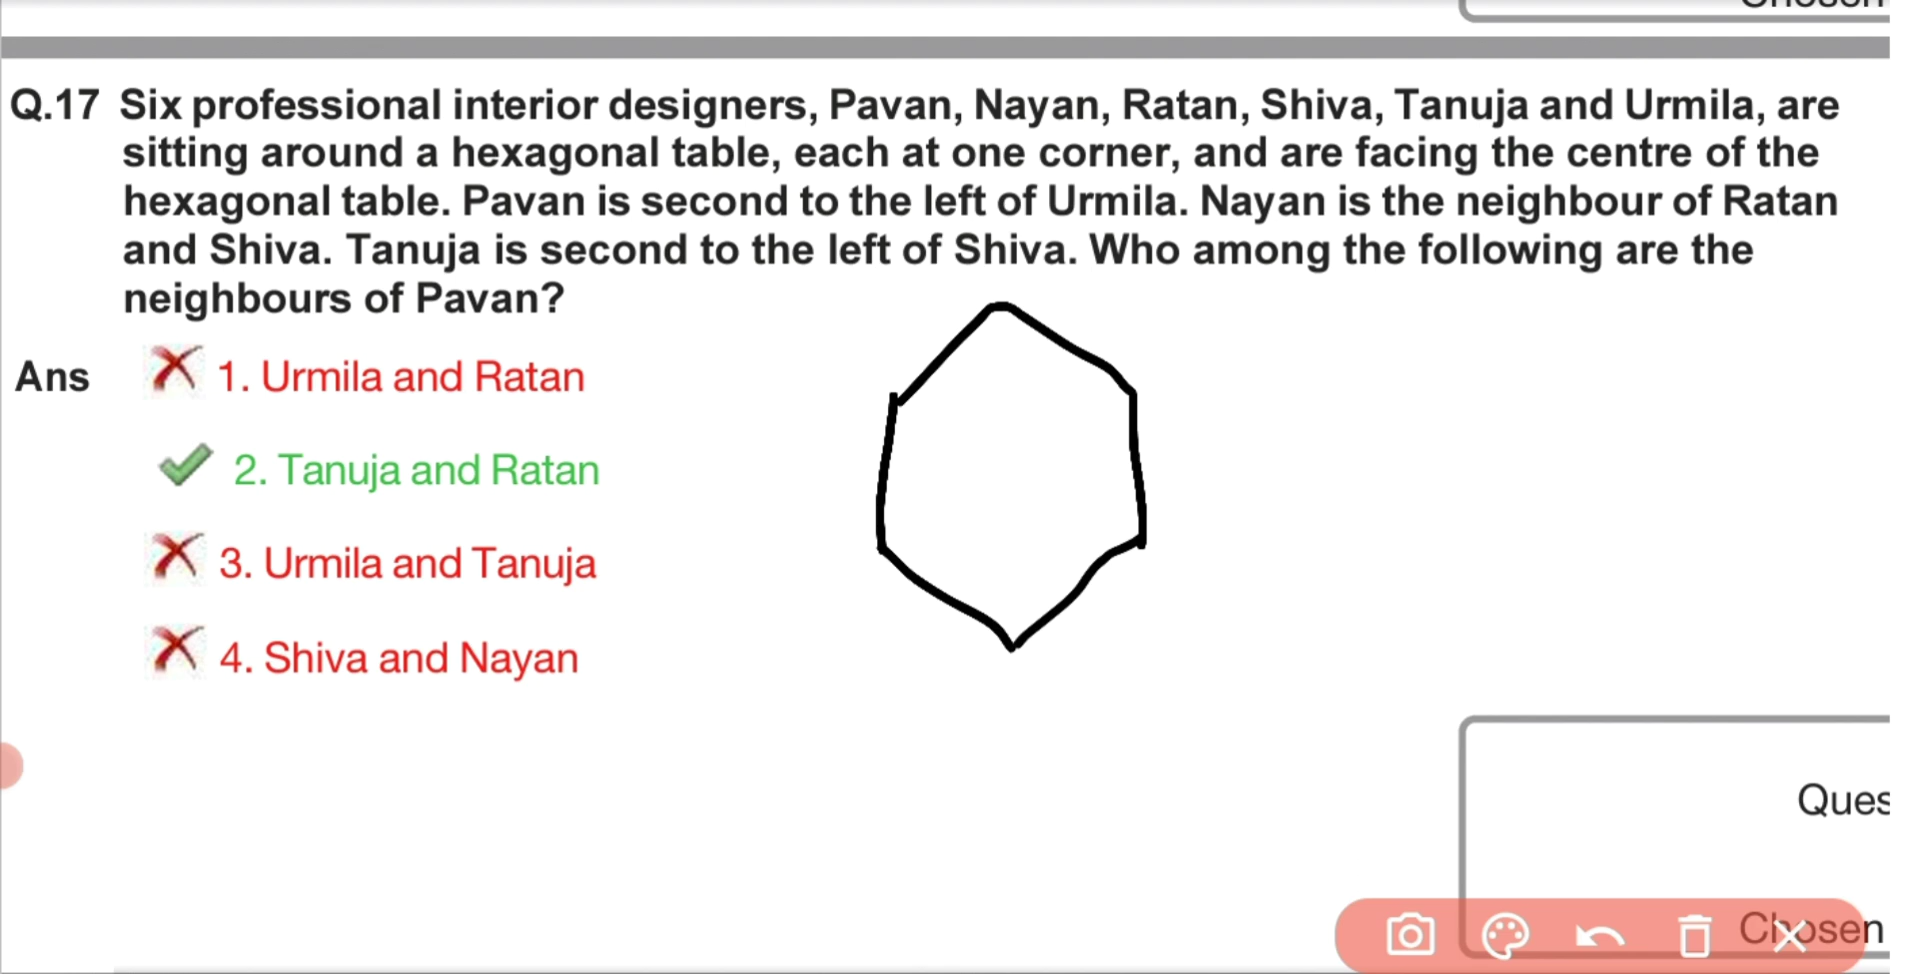 Q.17 Six professional interior designers, Pavan, Nayan, Ratan, Shiva, Tanuja and Urmila, are
sitting around a hexagonal table, each at one corner, and are facing the centre of the
hexagonal table. Pavan is second to the left of Urmila. Nayan is the neighbour of Ratan
and Shiva. Tanuja is second to the left of Shiva. Who among the following are the
neighbours of Pavan?
Ans 1. Urmila and Ratan
2. Tanuja and Ratan
3. Urmila and Tanuja
4. Shiva and Nayan
Ques
Chosen